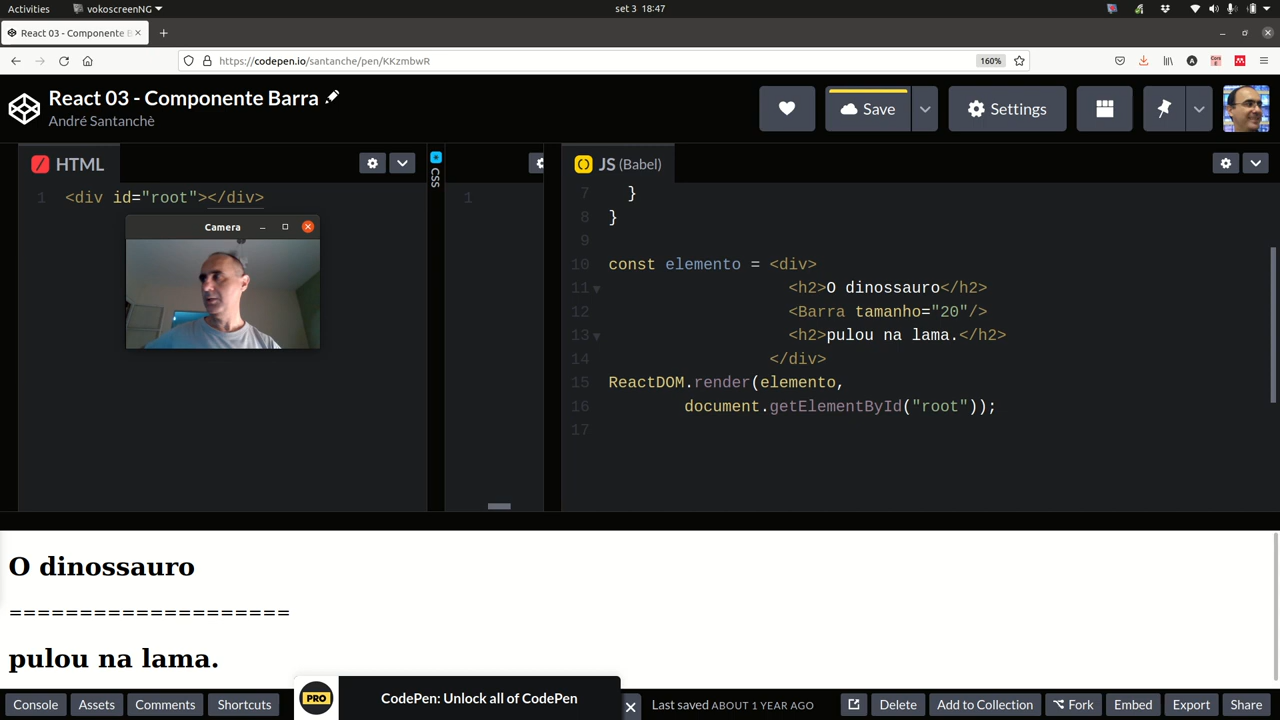 Activities
vokoscreenNG
set 3 18:47
React 03 - Componente B
https://codepen.io/santanche/pen/KKzmbwR
160%
React 03 - Componente Barra
André Santanchè
Save
Settings
HTML
CSS
JS (Babel)
1 <div id="root"></div>
Camera
1
7 }
8 }
9
10 const elemento = <div>
11 <h2>O dinossauro</h2>
12 <Barra tamanho="20"/>
13 <h2>pulou na lama.</h2>
14 </div>
15 ReactDOM.render(elemento,
16 document.getElementById("root"));
17
O dinossauro
====================
pulou na lama.
PRO
CodePen: Unlock all of CodePen
Console
Assets
Comments
Shortcuts
Last saved ABOUT 1 YEAR AGO
Delete
Add to Collection
Fork
Embed
Export
Share